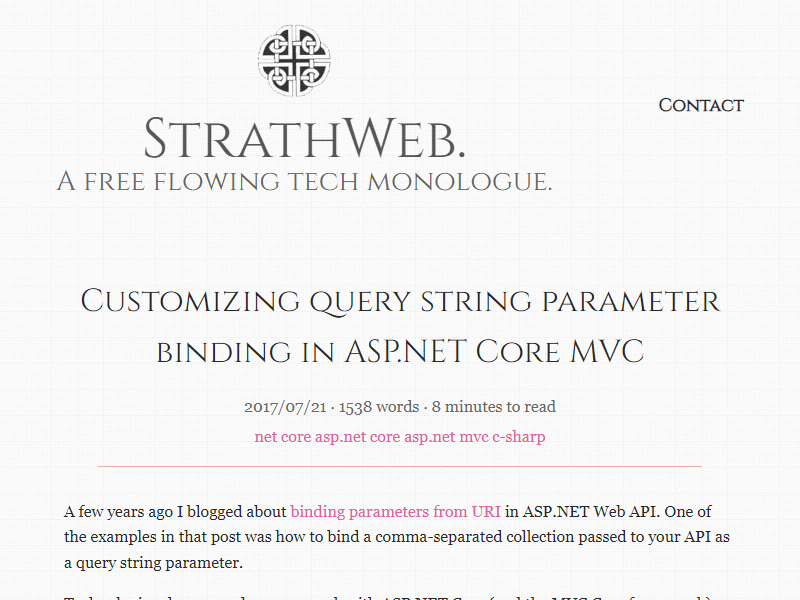 StrathWeb.
A free flowing tech monologue.
Contact
Customizing query string parameter
binding in ASP.NET Core MVC
2017/07/21 · 1538 words · 8 minutes to read
net core asp.net core asp.net mvc c-sharp
A few years ago I blogged about binding parameters from URI in ASP.NET Web API. One of
the examples in that post was how to bind a comma-separated collection passed to your API as
a query string parameter.